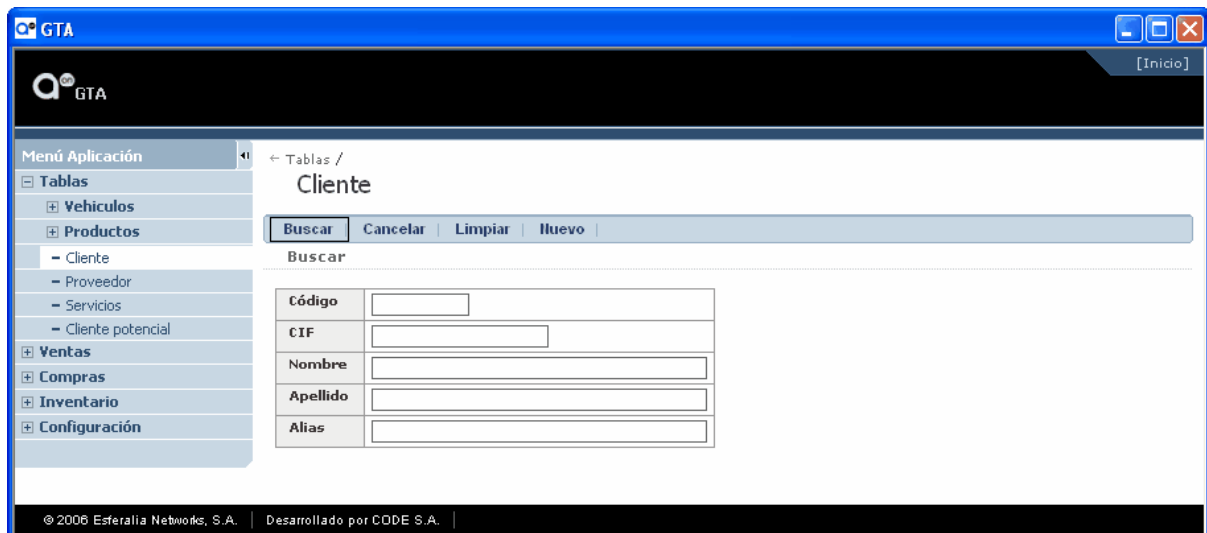 GTA
[Inicio]
aon GTA
Menú Aplicación
Tablas
Vehiculos
Productos
Cliente
Proveedor
Servicios
Cliente potencial
Ventas
Compras
Inventario
Configuración
← Tablas /
Cliente
Buscar | Cancelar | Limpiar | Nuevo |
Buscar
Código
CIF
Nombre
Apellido
Alias
© 2006 Esferalia Networks, S.A. | Desarrollado por CODE S.A. |